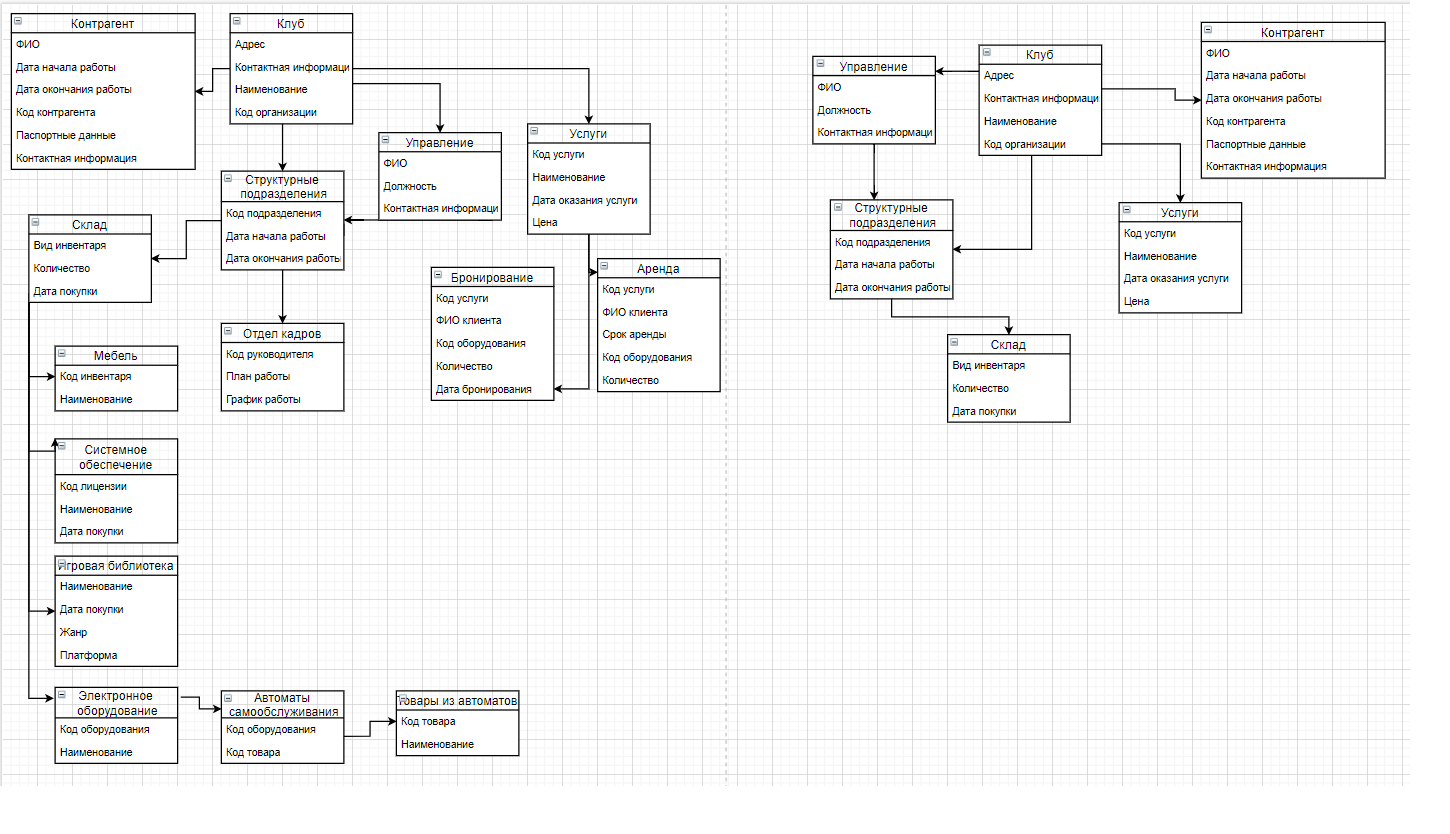 Контрагент
ФИО
Дата начала работы
Дата окончания работы
Код контрагента
Паспортные данные
Контактная информация
Клуб
Адрес
Контактная информаци
Наименование
Код организации
Управление
ФИО
Должность
Контактная информаци
Услуги
Код услуги
Наименование
Дата оказания услуги
Цена
Структурные
подразделения
Код подразделения
Дата начала работы
Дата окончания работы
Склад
Вид инвентаря
Количество
Дата покупки
Бронирование
Код услуги
ФИО клиента
Код оборудования
Количество
Дата бронирования
Аренда
Код услуги
ФИО клиента
Срок аренды
Код оборудования
Количество
Отдел кадров
Код руководителя
План работы
График работы
Мебель
Код инвентаря
Наименование
Системное
обеспечение
Код лицензии
Наименование
Дата покупки
Игровая библиотека
Наименование
Дата покупки
Жанр
Платформа
Электронное
оборудование
Код оборудования
Наименование
Автоматы
самообслуживания
Код оборудования
Код товара
Товары из автоматов
Код товара
Наименование
Управление
ФИО
Должность
Контактная информаци
Клуб
Адрес
Контактная информаци
Наименование
Код организации
Контрагент
ФИО
Дата начала работы
Дата окончания работы
Код контрагента
Паспортные данные
Контактная информация
Структурные
подразделения
Код подразделения
Дата начала работы
Дата окончания работы
Услуги
Код услуги
Наименование
Дата оказания услуги
Цена
Склад
Вид инвентаря
Количество
Дата покупки